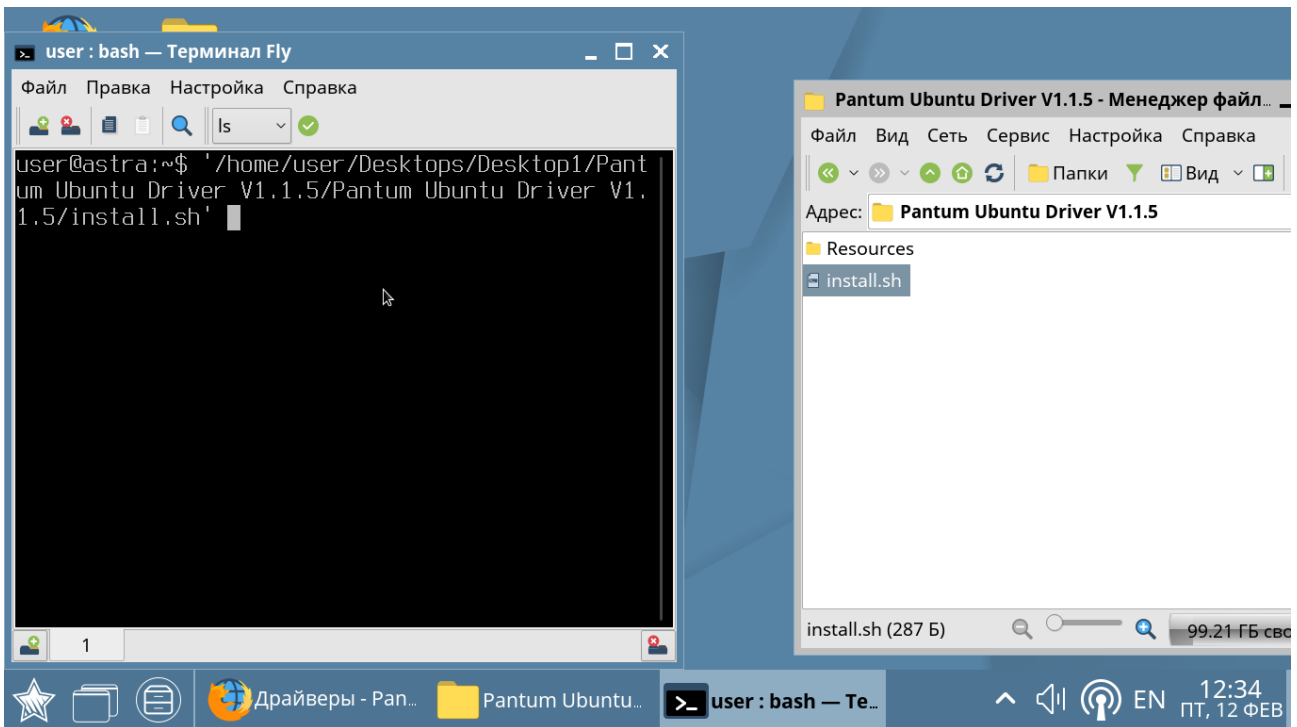 user : bash — Терминал Fly
Файл Правка Настройка Справка
ls
user@astra:~$ '/home/user/Desktops/Desktop1/Pant
um Ubuntu Driver V1.1.5/Pantum Ubuntu Driver V1.
1.5/install.sh'
1
Pantum Ubuntu Driver V1.1.5 - Менеджер файл…
Файл Вид Сеть Сервис Настройка Справка
Папки Вид
Адрес: Pantum Ubuntu Driver V1.1.5
Resources
install.sh
install.sh (287 Б) 99.21 ГБ сво
Драйверы - Pan… Pantum Ubuntu… user : bash — Те… EN 12:34
ПТ, 12 ФЕВ